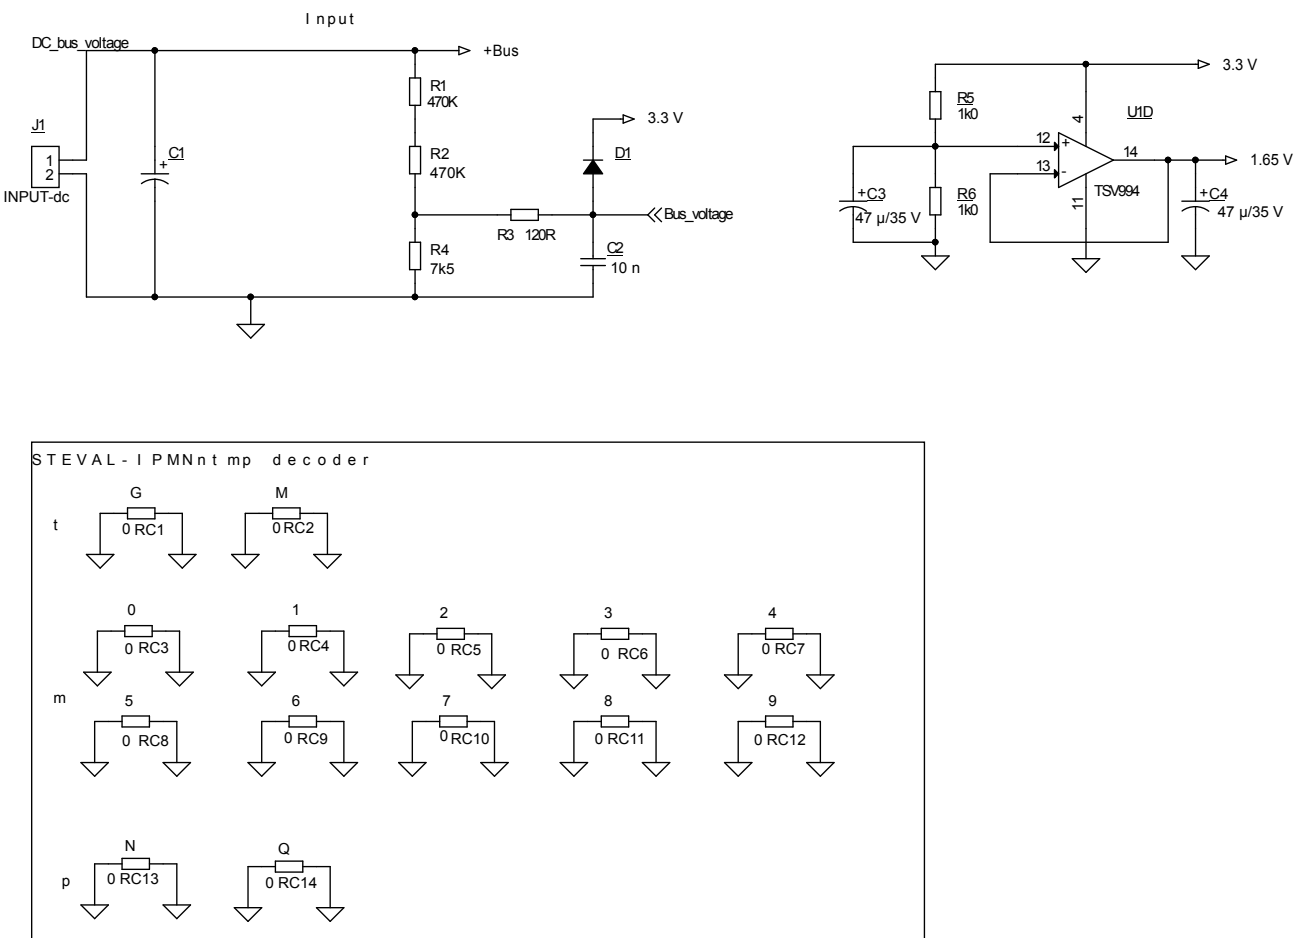 Input
DC_bus_voltage
+Bus
R1
470K
R2
470K
3.3 V
D1
J1
1
2
INPUT-dc
+
C1
R3 120R
Bus_voltage
R4
7k5
C2
10 n
3.3 V
R5
1k0
4
U1D
12
+
13
-
14
1.65 V
TSV994
11
+C3
47 µ/35 V
R6
1k0
+C4
47 µ/35 V
STEVAL-IPMNntmp decoder
t
G
0 RC1
M
0 RC2
0
0 RC3
1
0 RC4
2
0 RC5
3
0 RC6
4
0 RC7
m
5
0 RC8
6
0 RC9
7
0 RC10
8
0 RC11
9
0 RC12
p
N
0 RC13
Q
0 RC14